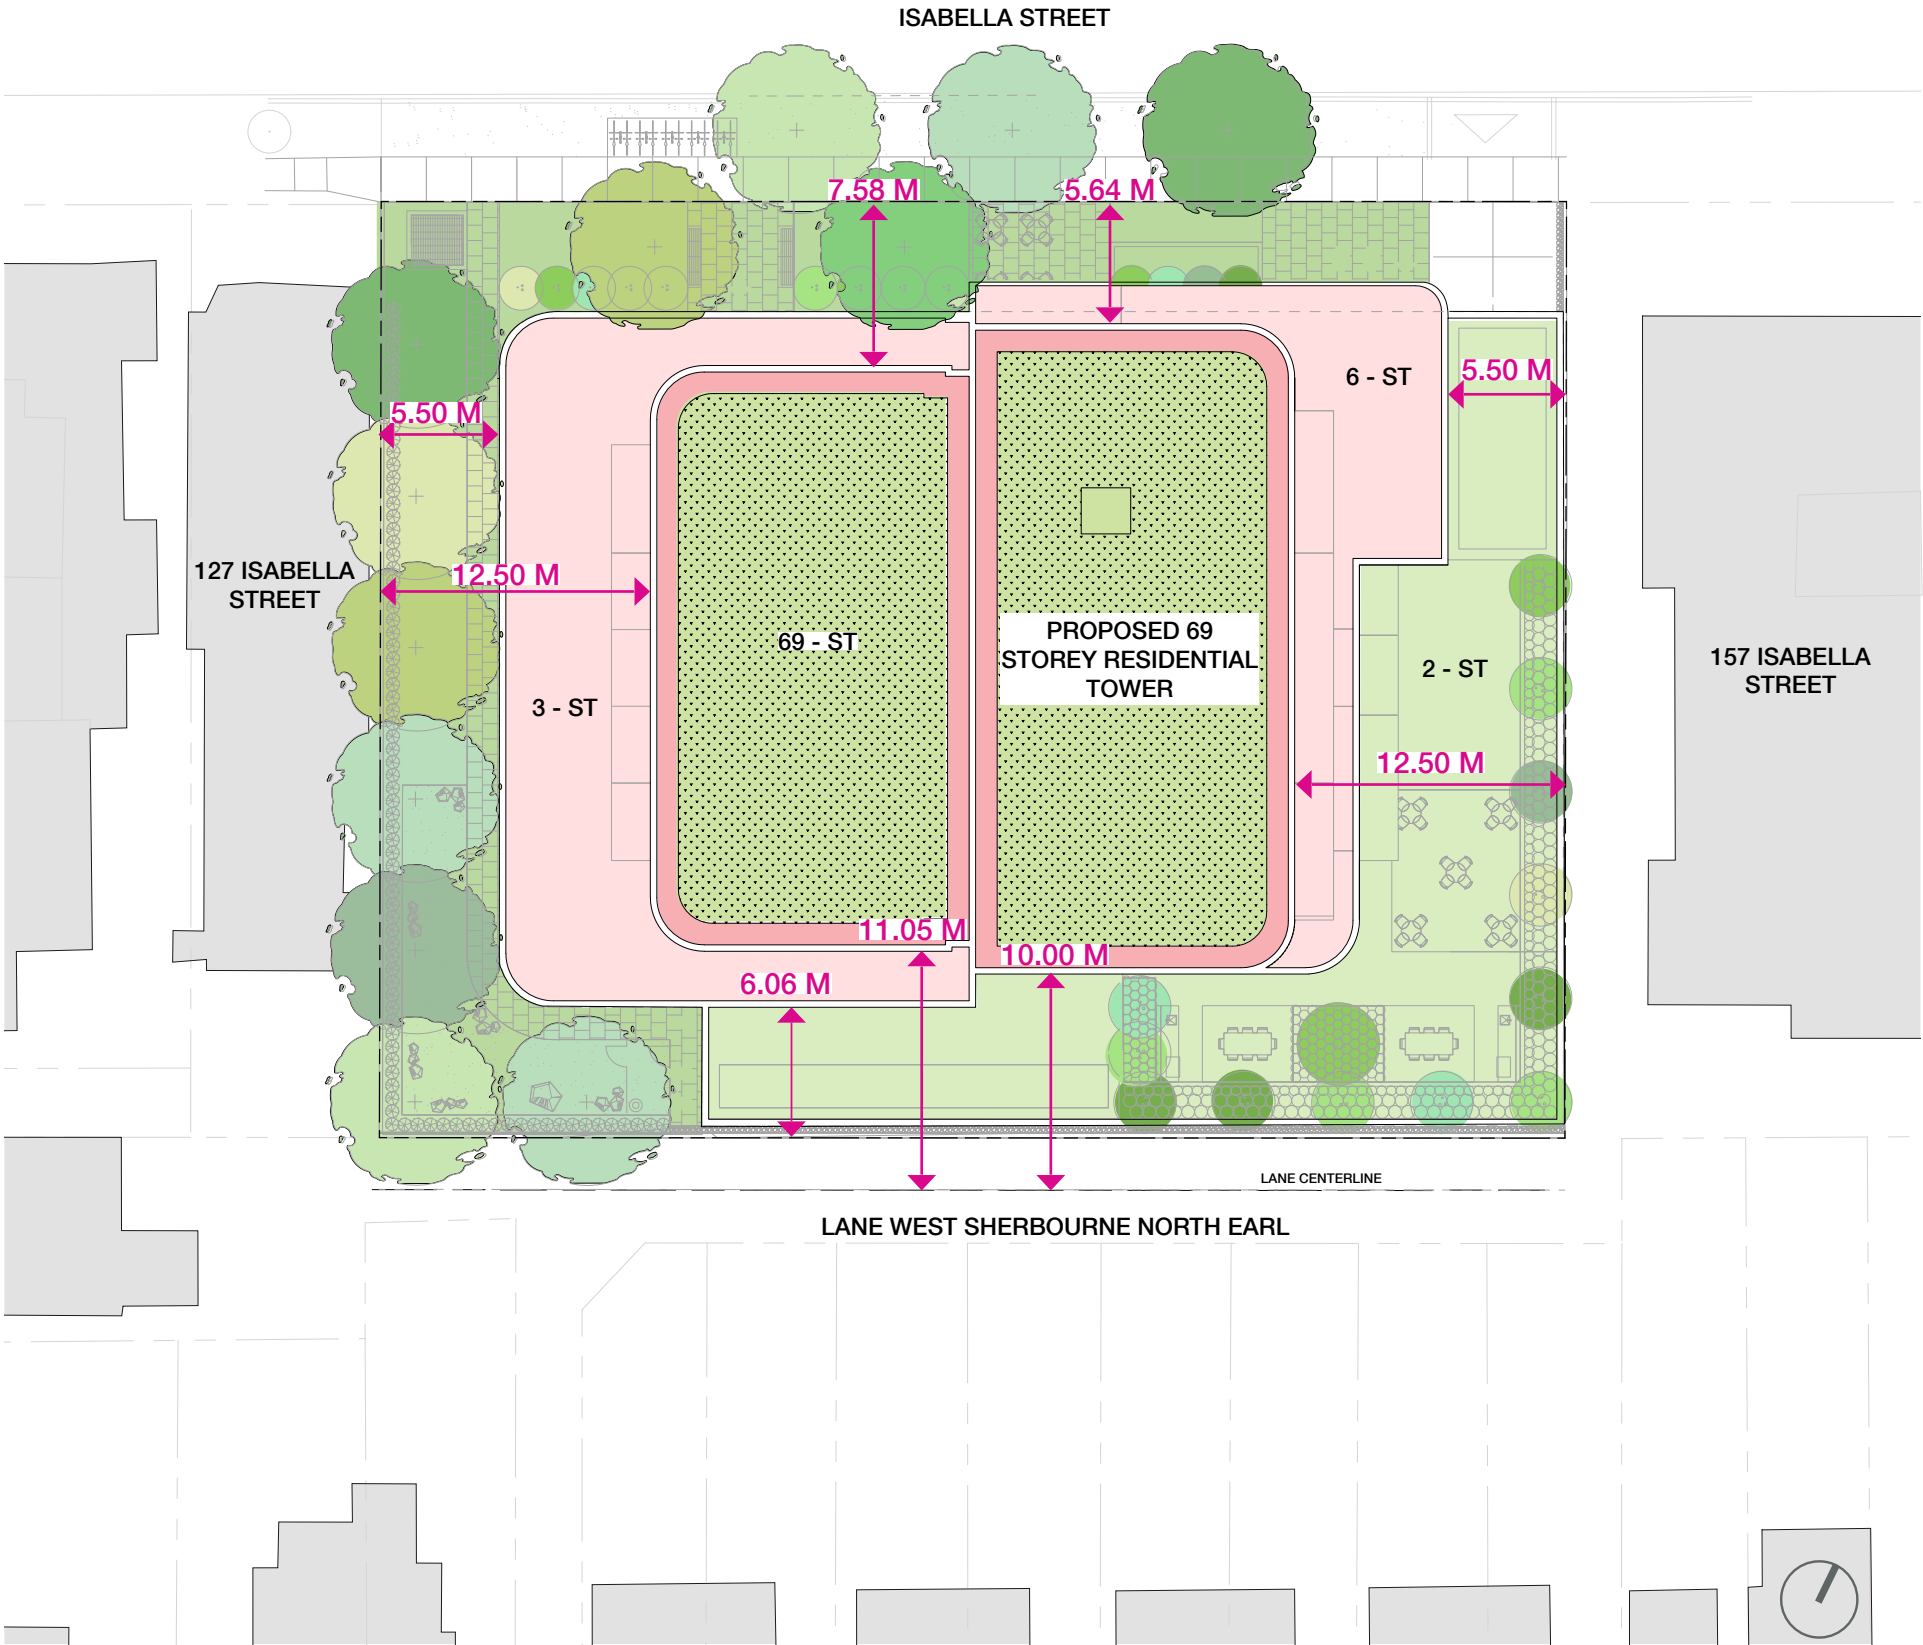 ISABELLA STREET
7.58 M
5.64 M
5.50 M
6 - ST
5.50 M
127 ISABELLA
STREET
12.50 M
69 - ST
PROPOSED 69
STOREY RESIDENTIAL
TOWER
2 - ST
157 ISABELLA
STREET
3 - ST
12.50 M
11.05 M
10.00 M
6.06 M
LANE CENTERLINE
LANE WEST SHERBOURNE NORTH EARL